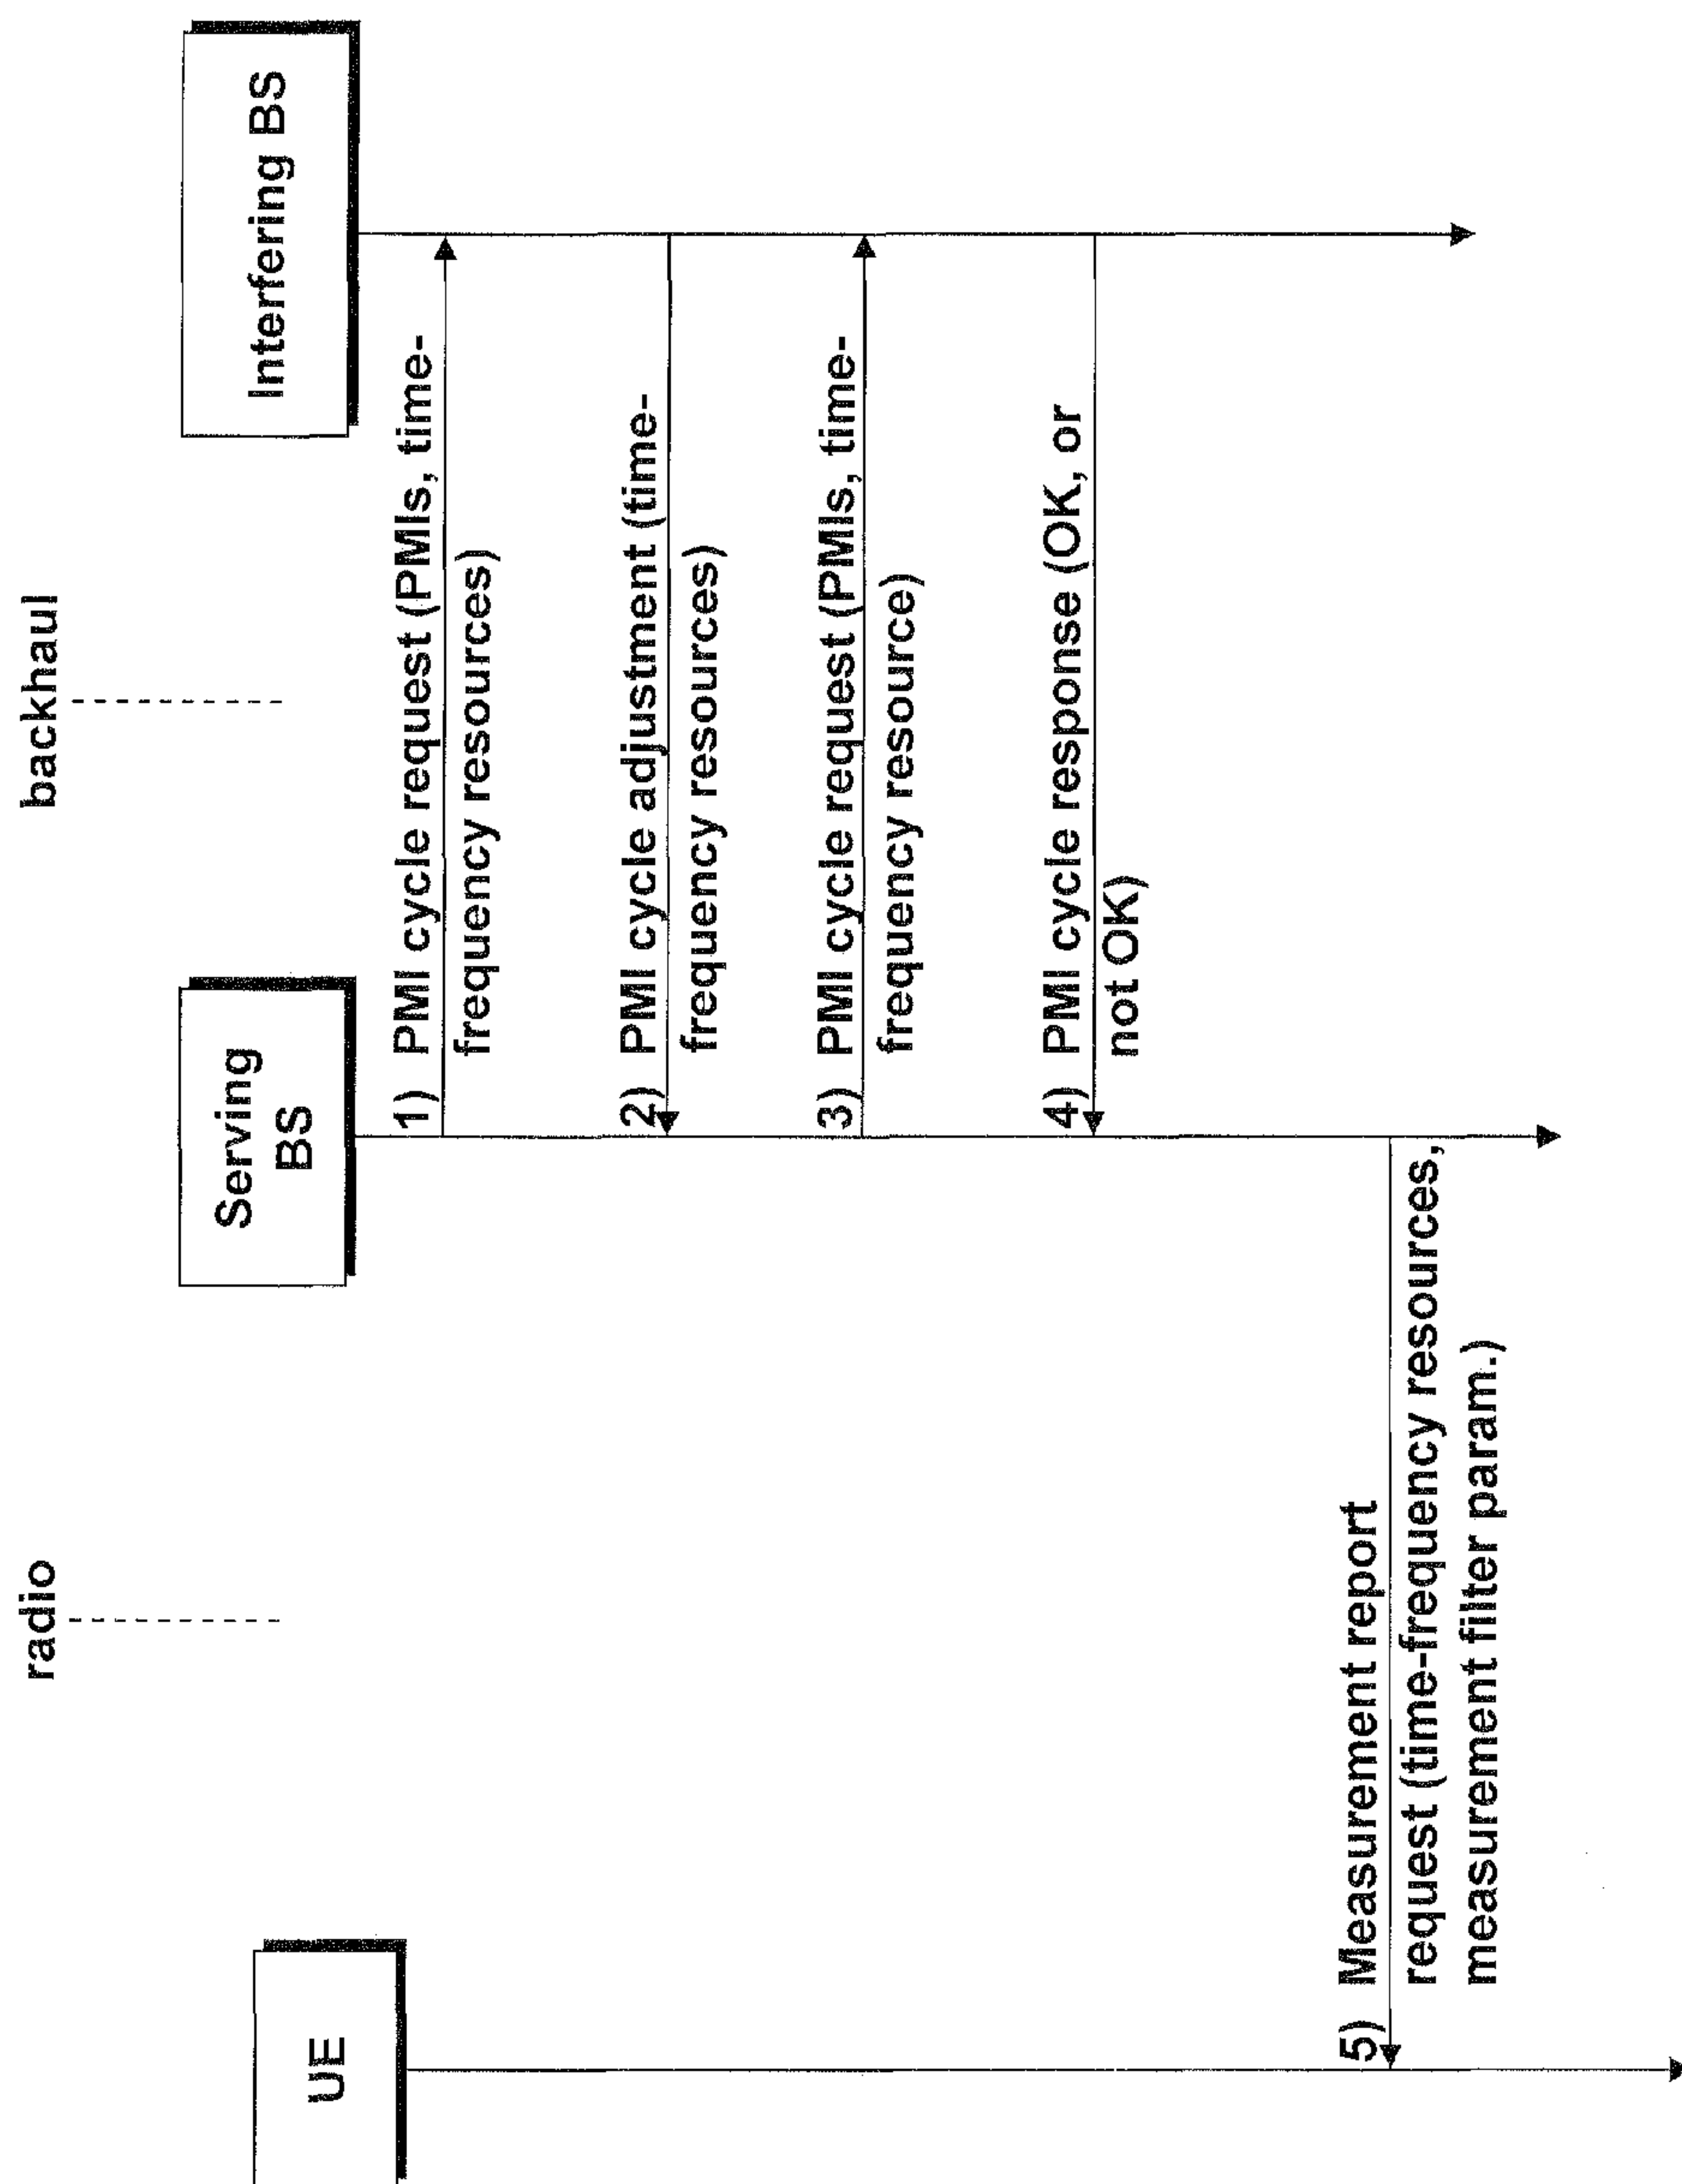 radio
backhaul
UE
Serving
BS
Interfering BS
1) PMI cycle request (PMIs, time-
frequency resources)
2) PMI cycle adjustment (time-
frequency resources)
3) PMI cycle request (PMIs, time-
frequency resource)
4) PMI cycle response (OK, or
not OK)
5) Measurement report
request (time-frequency resources,
measurement filter param.)